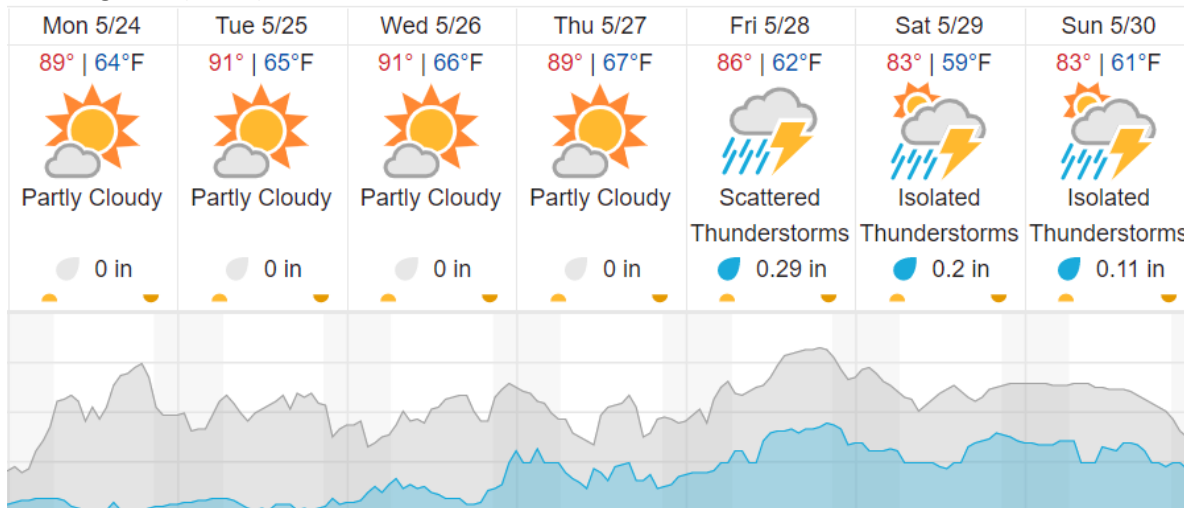 Mon 5/24
Tue 5/25
Wed 5/26
Thu 5/27
Fri 5/28
Sat 5/29
Sun 5/30
89° | 64°F
91° | 65°F
91° | 66°F
89° | 67°F
86° | 62°F
83° | 59°F
83° | 61°F
Partly Cloudy
Partly Cloudy
Partly Cloudy
Partly Cloudy
Scattered
Thunderstorms
Isolated
Thunderstorms
Isolated
Thunderstorms
0 in
0 in
0 in
0 in
0.29 in
0.2 in
0.11 in